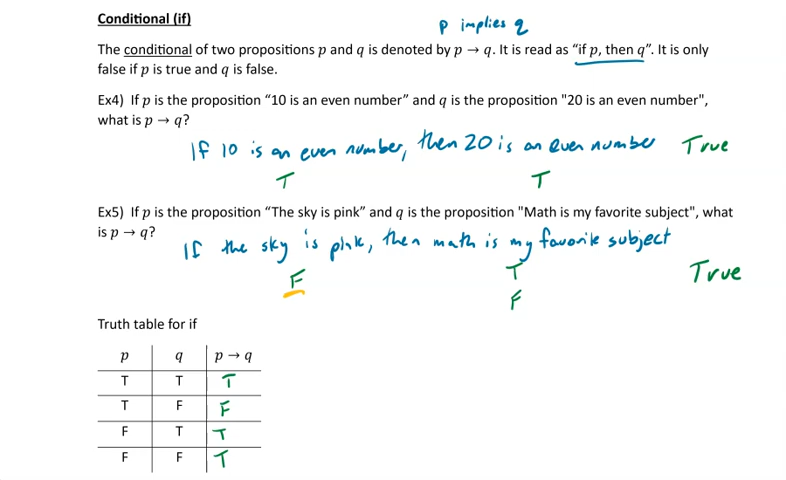 Conditional (if)
p implies q
The conditional of two propositions p and q is denoted by p → q. It is read as “if p, then q”. It is only
false if p is true and q is false.
Ex4) If p is the proposition “10 is an even number” and q is the proposition "20 is an even number",
what is p → q?
If 10 is an even number, then 20 is an even number True
T T
Ex5) If p is the proposition “The sky is pink” and q is the proposition "Math is my favorite subject", what
is p → q?
If the sky is pink, then math is my favorite subject
F T True
F
Truth table for if
p q p → q
T T T
T F F
F T T
F F T